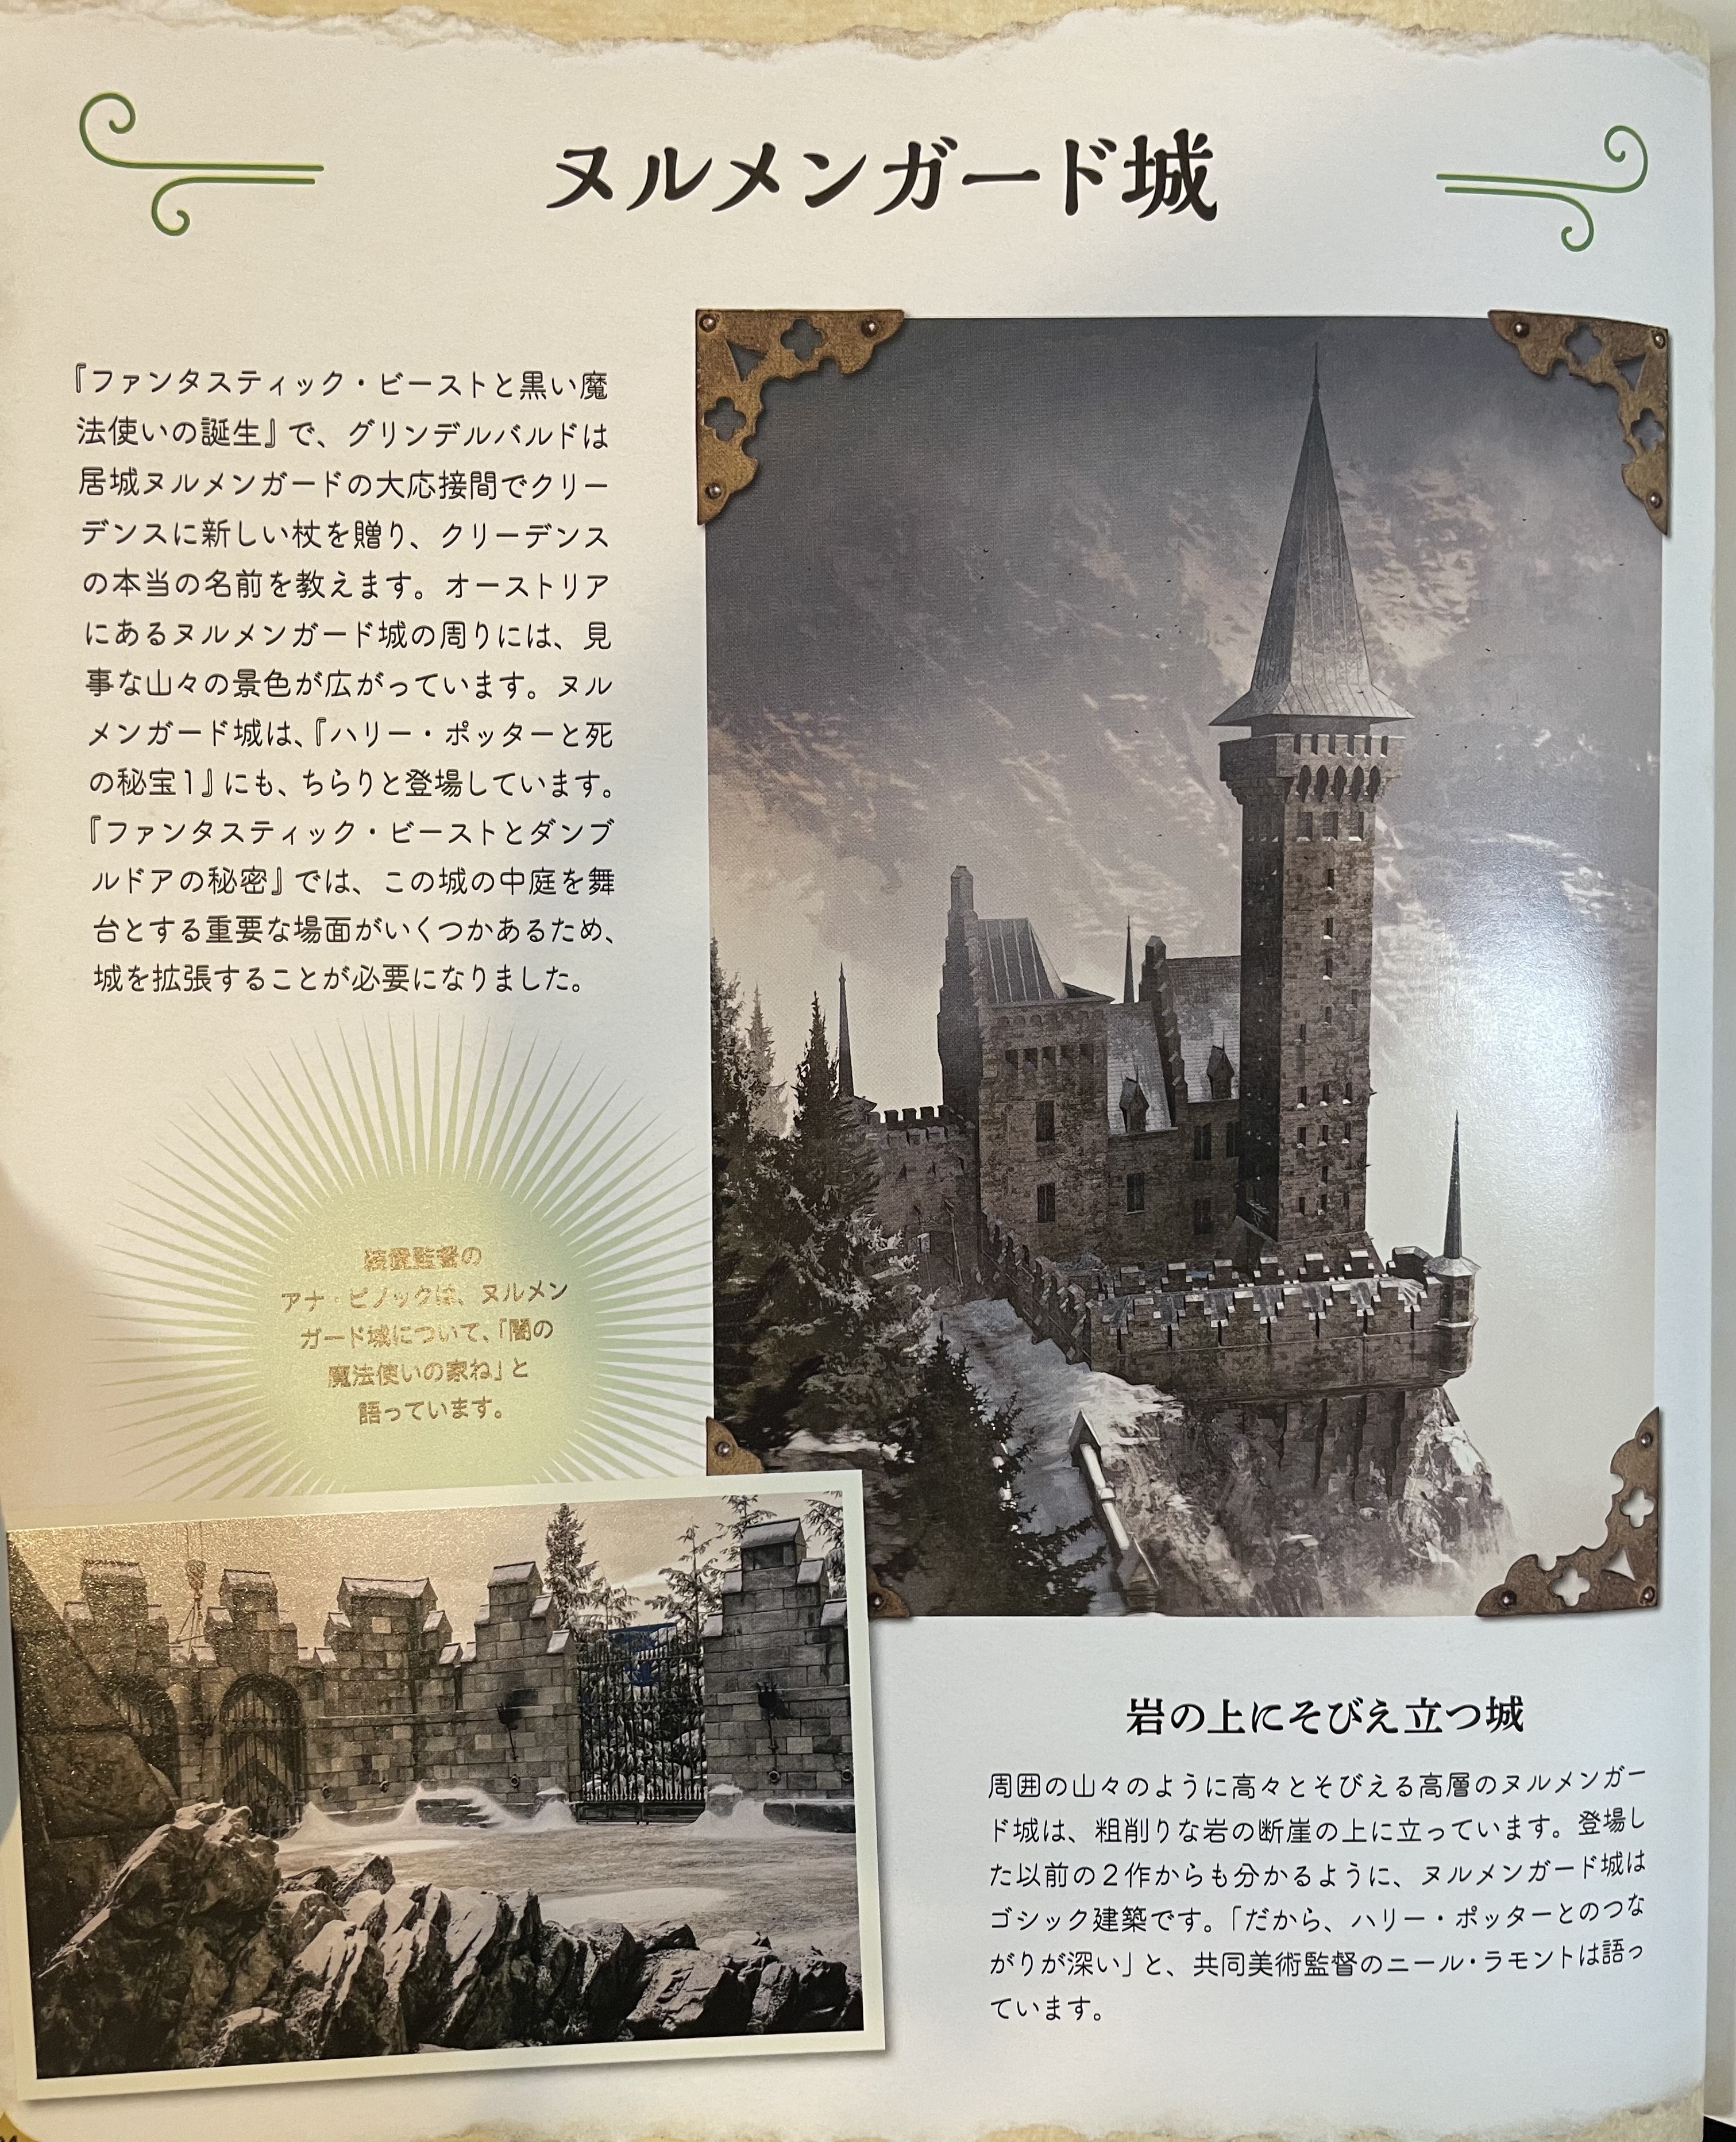 ヌルメンガード城
『ファンタスティック・ビーストと黒い魔
法使いの誕生』で、グリンデルバルドは
居城ヌルメンガードの大応接間でクリー
デンスに新しい杖を贈り、クリーデンス
の本当の名前を教えます。オーストリア
にあるヌルメンガード城の周りには、見
事な山々の景色が広がっています。ヌル
メンガード城は、『ハリー・ポッターと死
の秘宝1』にも、ちらりと登場しています。
『ファンタスティック・ビーストとダンブ
ルドアの秘密』では、この城の中庭を舞
台とする重要な場面がいくつかあるため、
城を拡張することが必要になりました。
装飾監督の
アナ・ピノックは、ヌルメン
ガード城について、「闇の
魔法使いの家ね」と
語っています。
岩の上にそびえ立つ城
周囲の山々のように高々とそびえる高層のヌルメンガー
ド城は、粗削りな岩の断崖の上に立っています。登場し
た以前の2作からも分かるように、ヌルメンガード城は
ゴシック建築です。「だから、ハリー・ポッターとのつな
がりが深い」と、共同美術監督のニール・ラモントは語っ
ています。